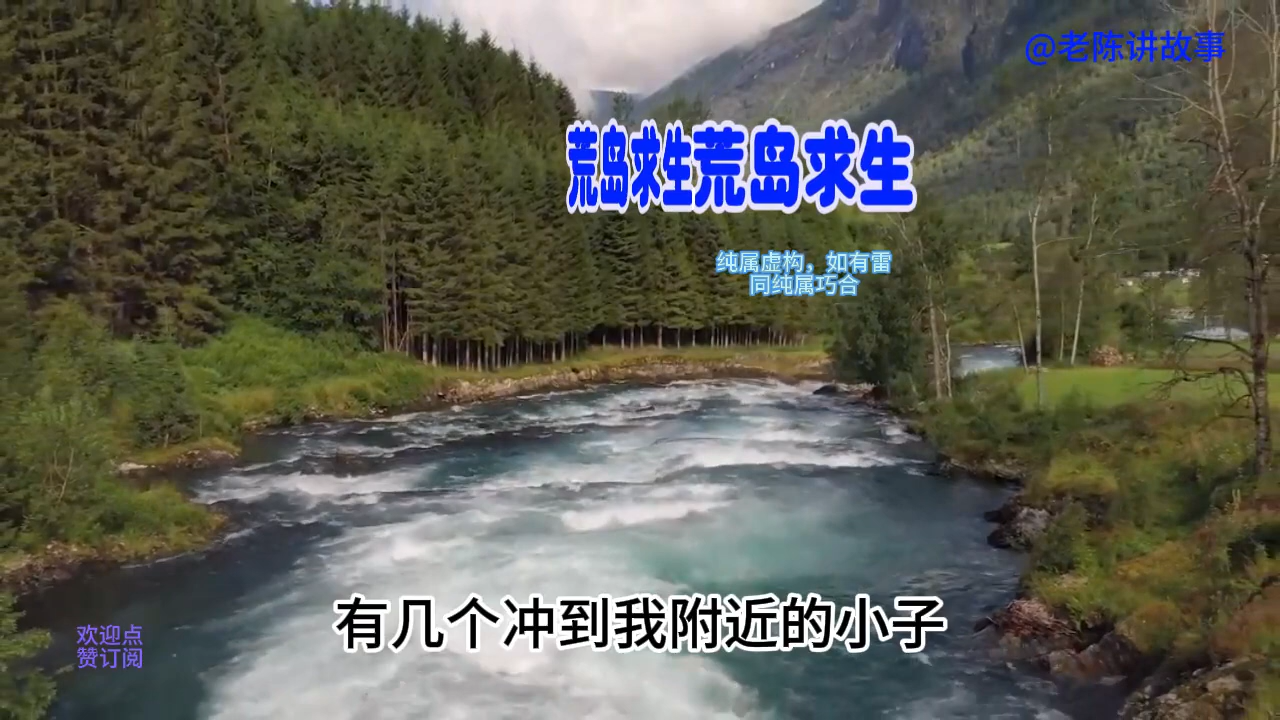 @老陈讲故事
荒岛求生荒岛求生
纯属虚构，如有雷
同纯属巧合
有几个冲到我附近的小子
欢迎点
赞订阅